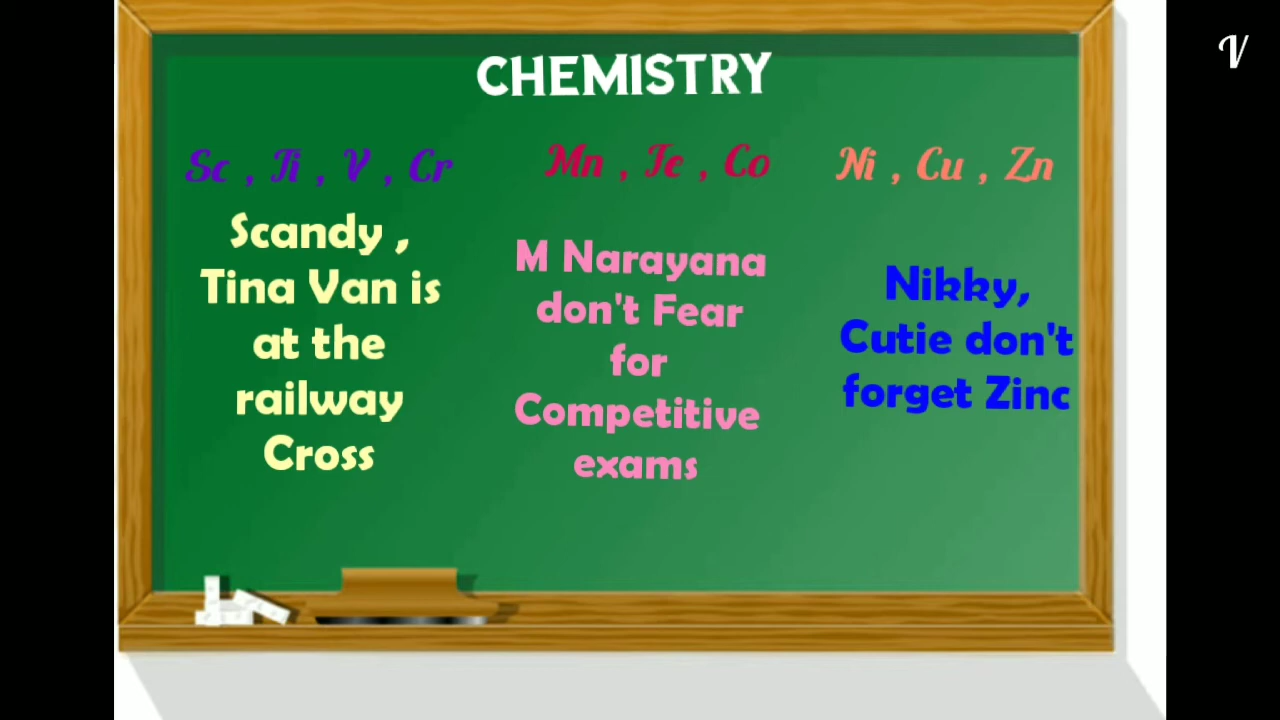 CHEMISTRY
V
Sc , Ti , V , Cr
Scandy ,
Tina Van is
at the
railway
Cross
Mn , Fe , Co
M Narayana
don't Fear
for
Competitive
exams
Ni , Cu , Zn
Nikky,
Cutie don't
forget Zinc